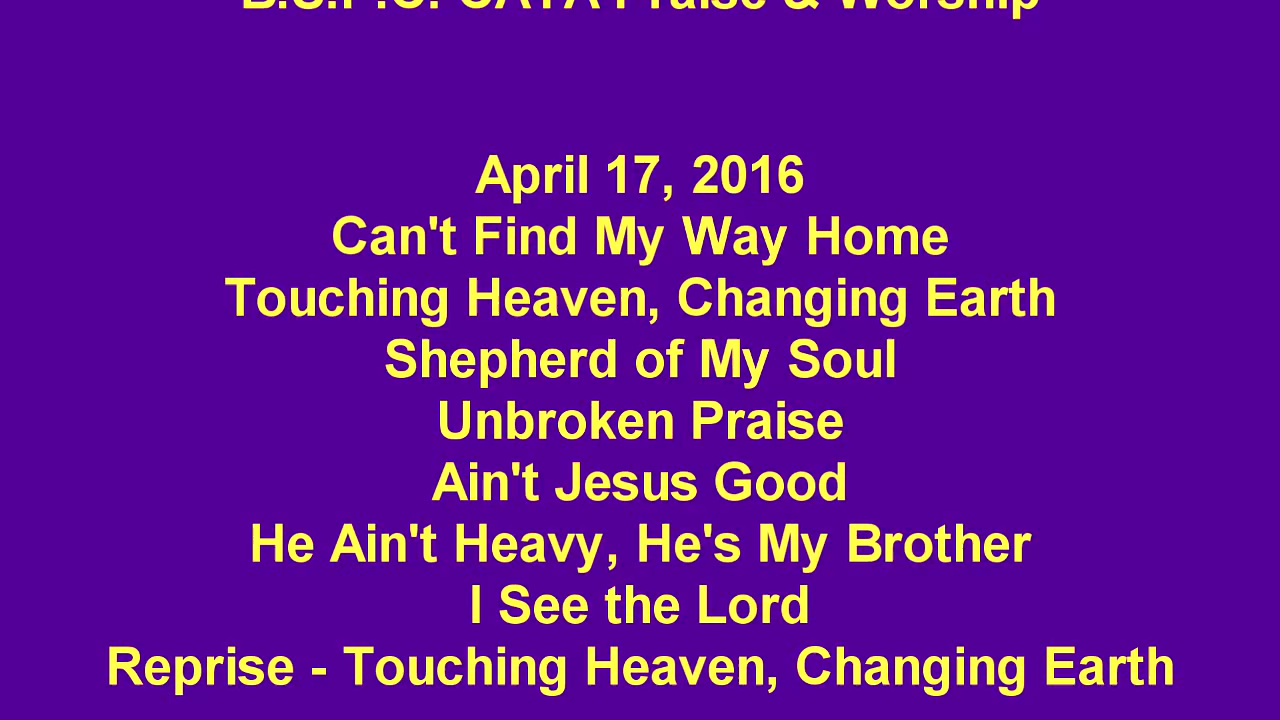 Praise & Worship
April 17, 2016
Can't Find My Way Home
Touching Heaven, Changing Earth
Shepherd of My Soul
Unbroken Praise
Ain't Jesus Good
He Ain't Heavy, He's My Brother
I See the Lord
Reprise - Touching Heaven, Changing Earth